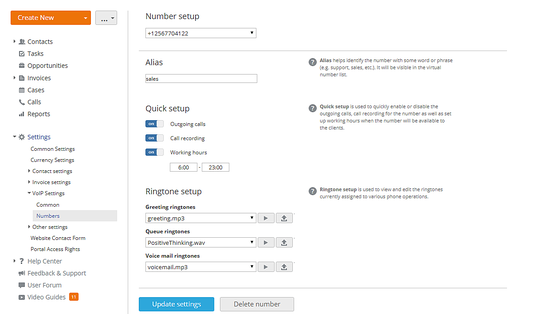 Create New
...
Contacts
Tasks
Opportunities
Invoices
Cases
Calls
Reports
Settings
Common Settings
Currency Settings
Contact settings
Invoice settings
VoIP Settings
Common
Numbers
Other settings
Website Contact Form
Portal Access Rights
Help Center
Feedback & Support
User Forum
Video Guides 11
Number setup
+12567704122
Alias
sales
? Alias helps identify the number with some word or phrase
(e.g. support, sales, etc.). It will be visible in the virtual
number list.
Quick setup
ON Outgoing calls
ON Call recording
ON Working hours
6:00 - 23:00
? Quick setup is used to quickly enable or disable the
outgoing calls, call recording for the number as well as set
up working hours when the number will be available to
the clients.
Ringtone setup
Greeting ringtones
greeting.mp3
Queue ringtones
PositiveThinking.wav
Voice mail ringtones
voicemail.mp3
? Ringtone setup is used to view and edit the ringtones
currently assigned to various phone operations.
Update settings
Delete number